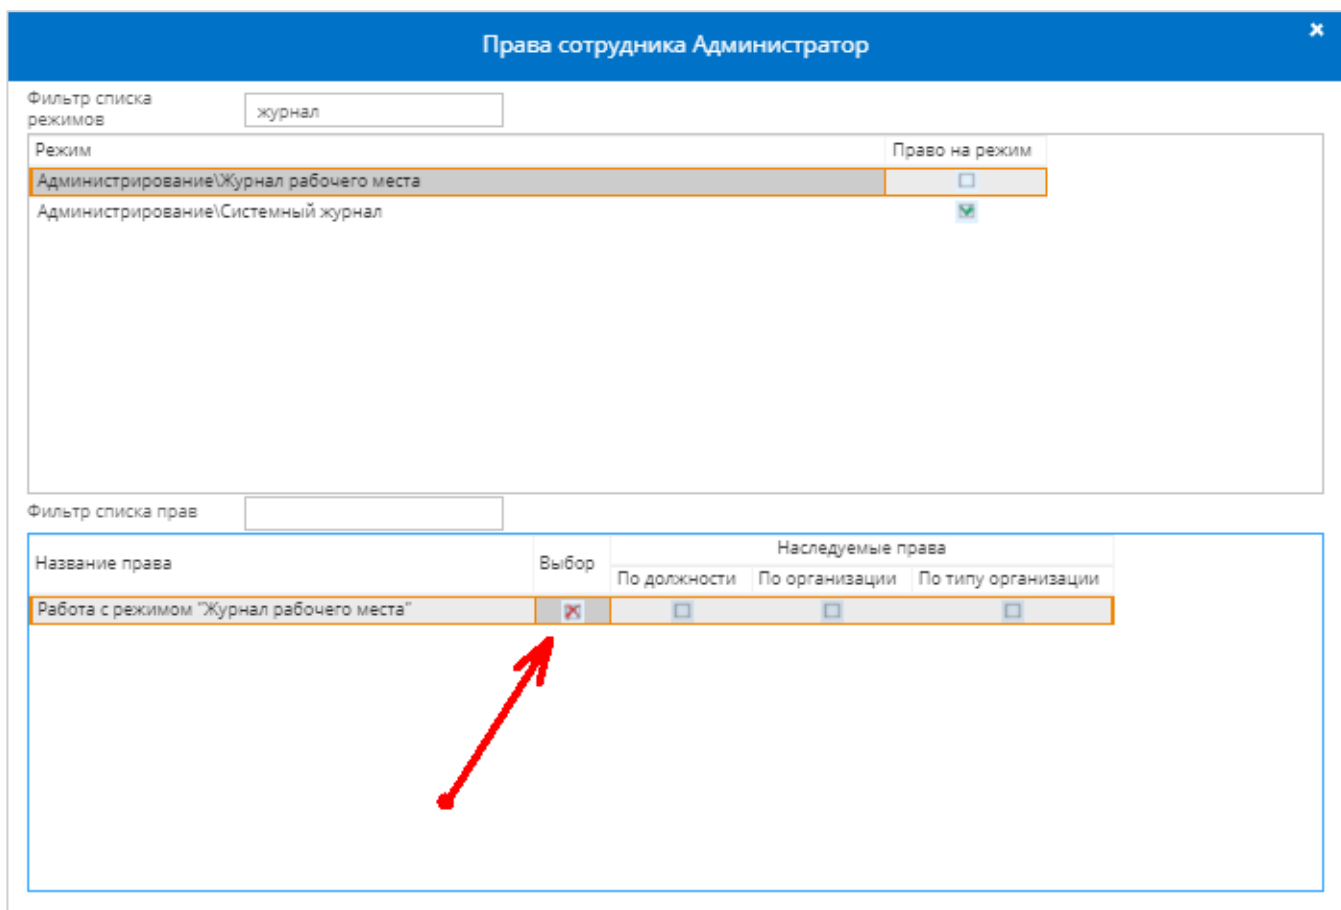 Права сотрудника Администратор
Фильтр списка
режимов
журнал
Режим Право на режим
Администрирование\Журнал рабочего места
Администрирование\Системный журнал
Фильтр списка прав
Название права Выбор Наследуемые права
По должности По организации По типу организации
Работа с режимом "Журнал рабочего места"